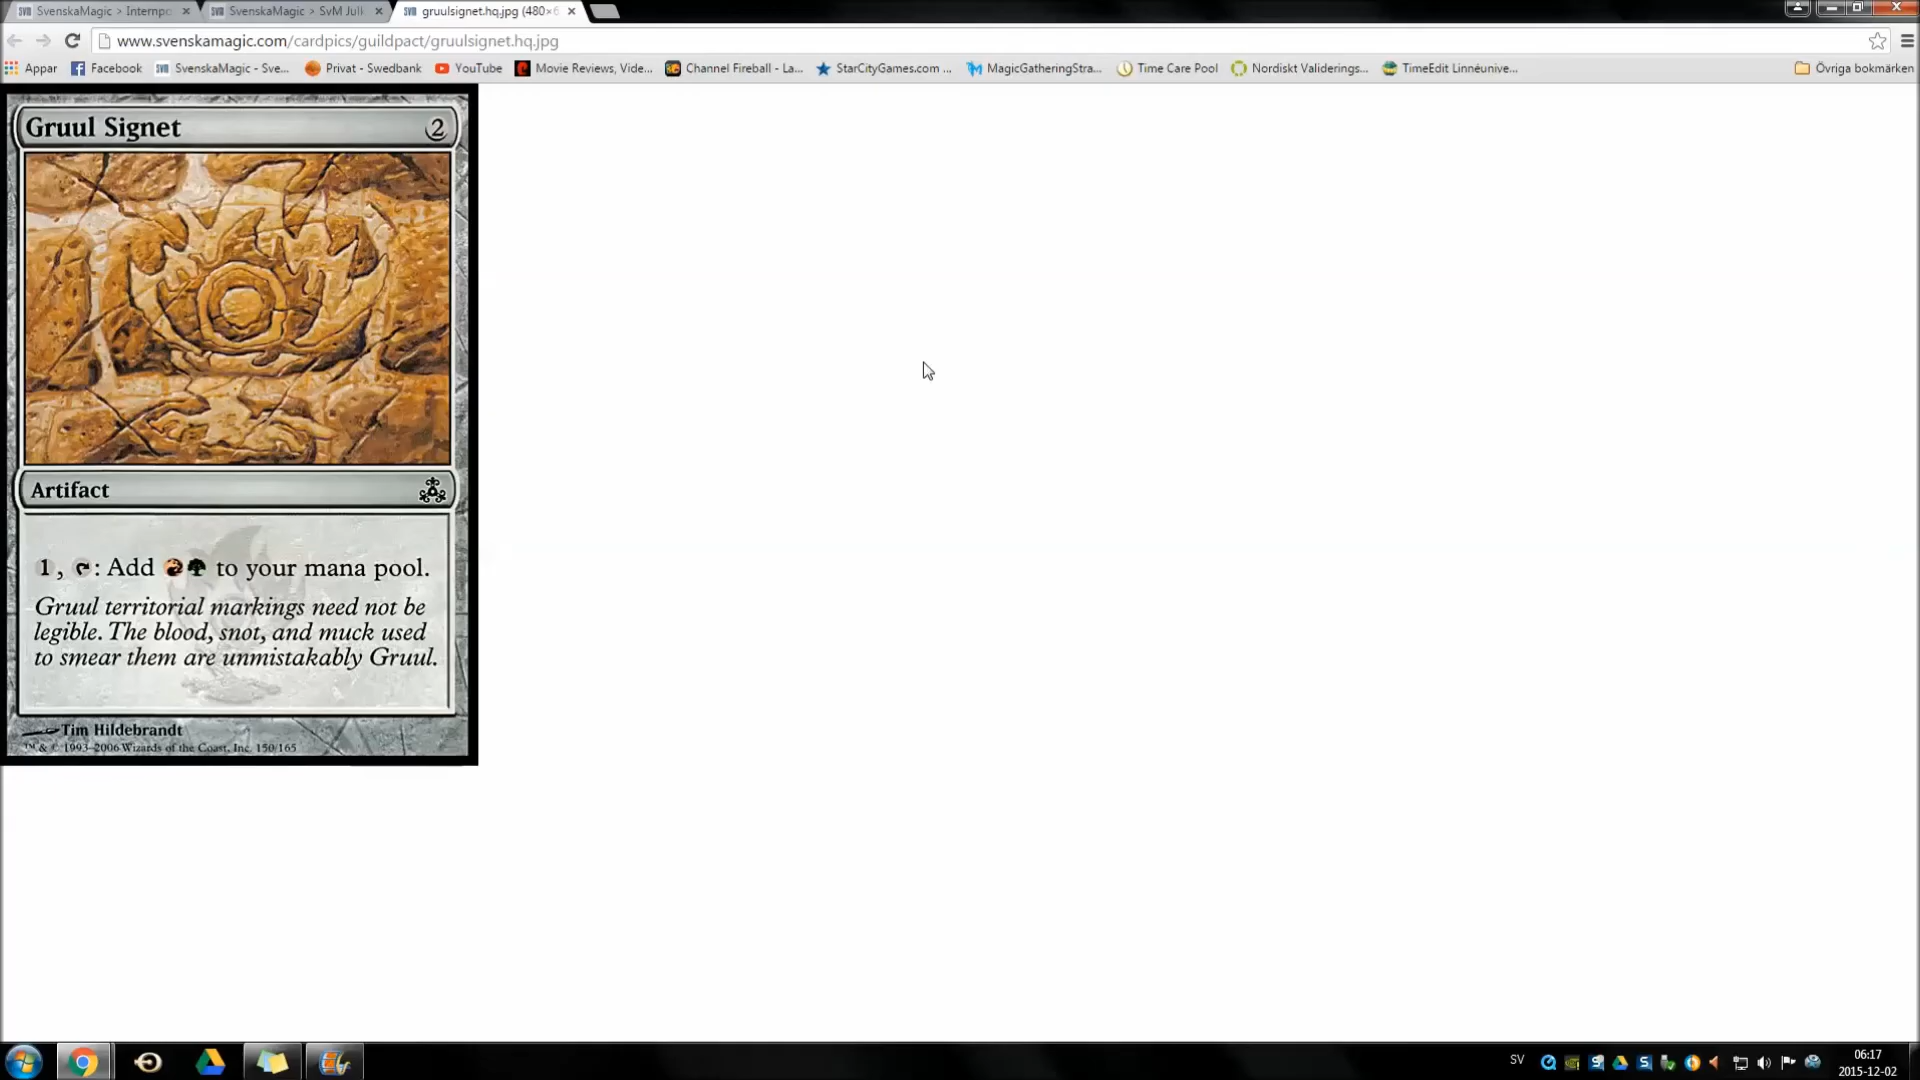 SvenskaMagic > Internpo
SvenskaMagic > SvM Julk
gruulsignet.hq.jpg (480×6
www.svenskamagic.com/cardpics/guildpact/gruulsignet.hq.jpg
Appar
Facebook
SvenskaMagic - Sve...
Privat - Swedbank
YouTube
Movie Reviews, Vide...
Channel Fireball - La...
StarCityGames.com ...
MagicGatheringStra...
Time Care Pool
Nordiskt Validerings...
TimeEdit Linnéunive...
Övriga bokmärken
Gruul Signet 2
Artifact
1, : Add to your mana pool.
Gruul territorial markings need not be
legible. The blood, snot, and muck used
to smear them are unmistakably Gruul.
Tim Hildebrandt
™ & © 1993–2006 Wizards of the Coast, Inc. 150/165
SV
06:17
2015-12-02